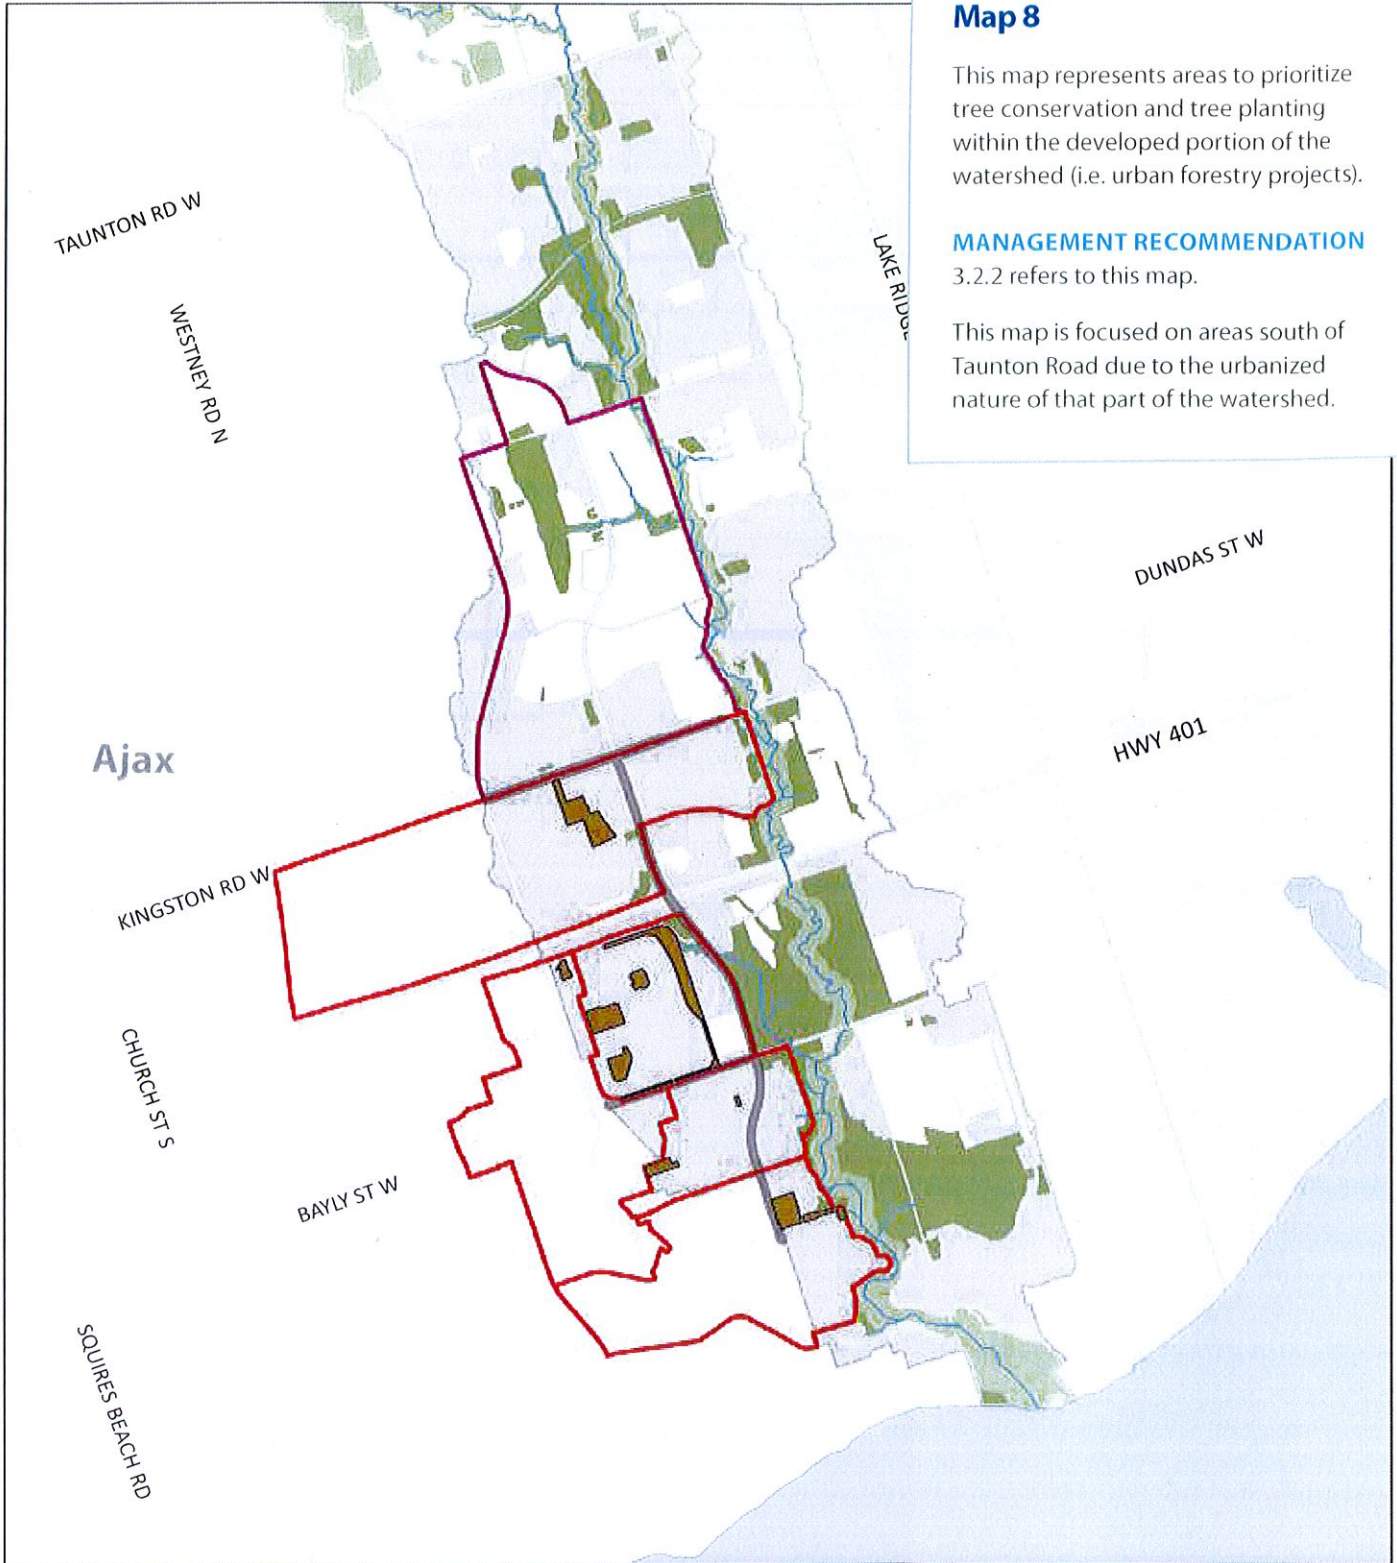 Map 8
This map represents areas to prioritize
tree conservation and tree planting
within the developed portion of the
watershed (i.e. urban forestry projects).
MANAGEMENT RECOMMENDATION
3.2.2 refers to this map.
This map is focused on areas south of
Taunton Road due to the urbanized
nature of that part of the watershed.
TAUNTON RD W
WESTNEY RD N
LAKE RIDGE
DUNDAS ST W
HWY 401
Ajax
KINGSTON RD W
CHURCH ST S
BAYLY ST W
SQUIRES BEACH RD